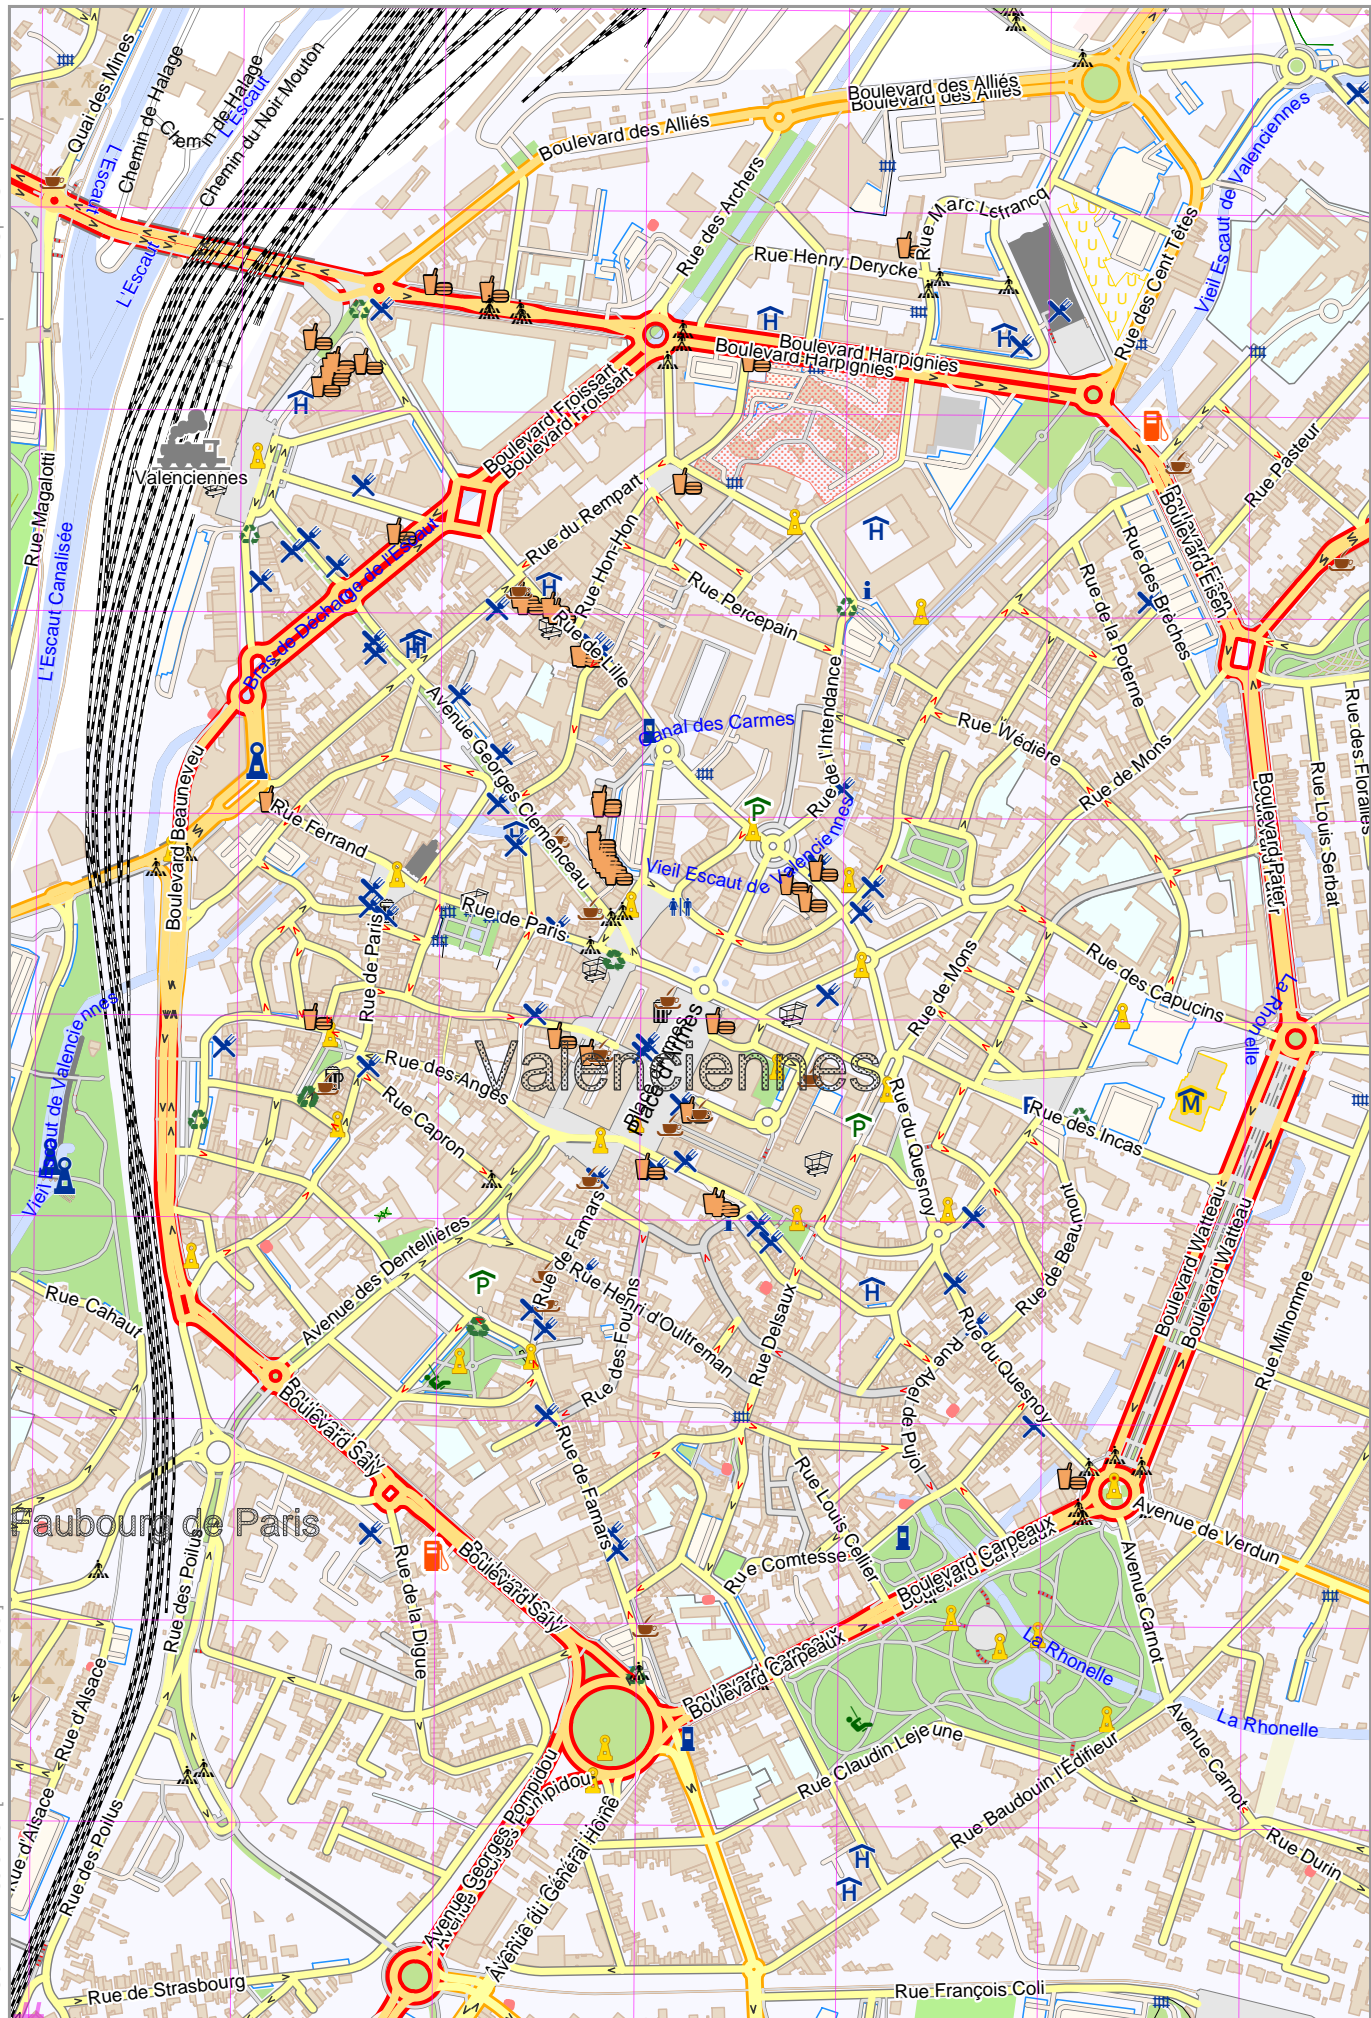 Quai des Mines
Chemin de Halage
Chemin de Halage
L'Escaut
Chemin du Noir Mouton
L'Escaut
L'Escaut
Boulevard des Alliés
Boulevard des Alliés
Boulevard des Alliés
Vieil Escaut de Valenciennes
Rue des Archers
Rue Marc Lefrancq
Rue Henry Derycke
Rue des Cent Têtes
Boulevard Harpignies
Boulevard Harpignies
Boulevard Froissart
Boulevard Froissart
Valenciennes
Rue Magalotti
L'Escaut Canalisée
Rue du Rempart
Rue Hon-Hon
Rue Pasteur
Boulevard Eisen
Boulevard Eisen
Rue des Brèches
Rue de la Poterne
Bras de Décharge de l'Escaut
Rue Percepain
Rue de Lille
Avenue Georges Clemenceau
Canal des Carmes
Rue de l'Intendance
Rue Wédière
Rue de Mons
Rue des Floralies
Rue Louis Serbat
Boulevard Pater
Boulevard Pater
Boulevard Beauneveu
Rue Ferrand
Vieil Escaut de Valenciennes
Rue de Paris
Rue de Paris
Rue de Mons
Rue des Capucins
La Rhonelle
Vieil Escaut de Valenciennes
Place d'Armes
Place d'Armes
Valenciennes
Rue des Anges
Rue Capron
Rue du Quesnoy
Rue des Incas
P
P
P
M
H
i
Rue de Beaumont
Boulevard Watteau
Boulevard Watteau
Rue Milhomme
Avenue des Dentellières
Rue de Famars
Rue Henri d'Oultreman
Rue des Foulons
Rue Delsaux
Rue Abel de Pujol
Rue du Quesnoy
Rue Cahaut
Boulevard Saly
Boulevard Saly
Faubourg de Paris
Rue de Famars
Rue Louis Cellier
Rue Comtesse
Avenue de Verdun
Boulevard Carpeaux
Boulevard Carpeaux
Avenue Carnot
Rue des Poilus
Rue de la Digue
Boulevard Saly
Boulevard Saly
La Rhonelle
Boulevard Carpeaux
Boulevard Carpeaux
Rue d'Alsace
La Rhonelle
Rue Claudin Lejeune
Rue Baudouin l'Édifieur
Avenue Carnot
Rue Durin
Avenue Georges Pompidou
Avenue Georges Pompidou
Avenue du Général Horne
Rue d'Alsace
Rue des Poilus
Rue de Strasbourg
Rue François Coli